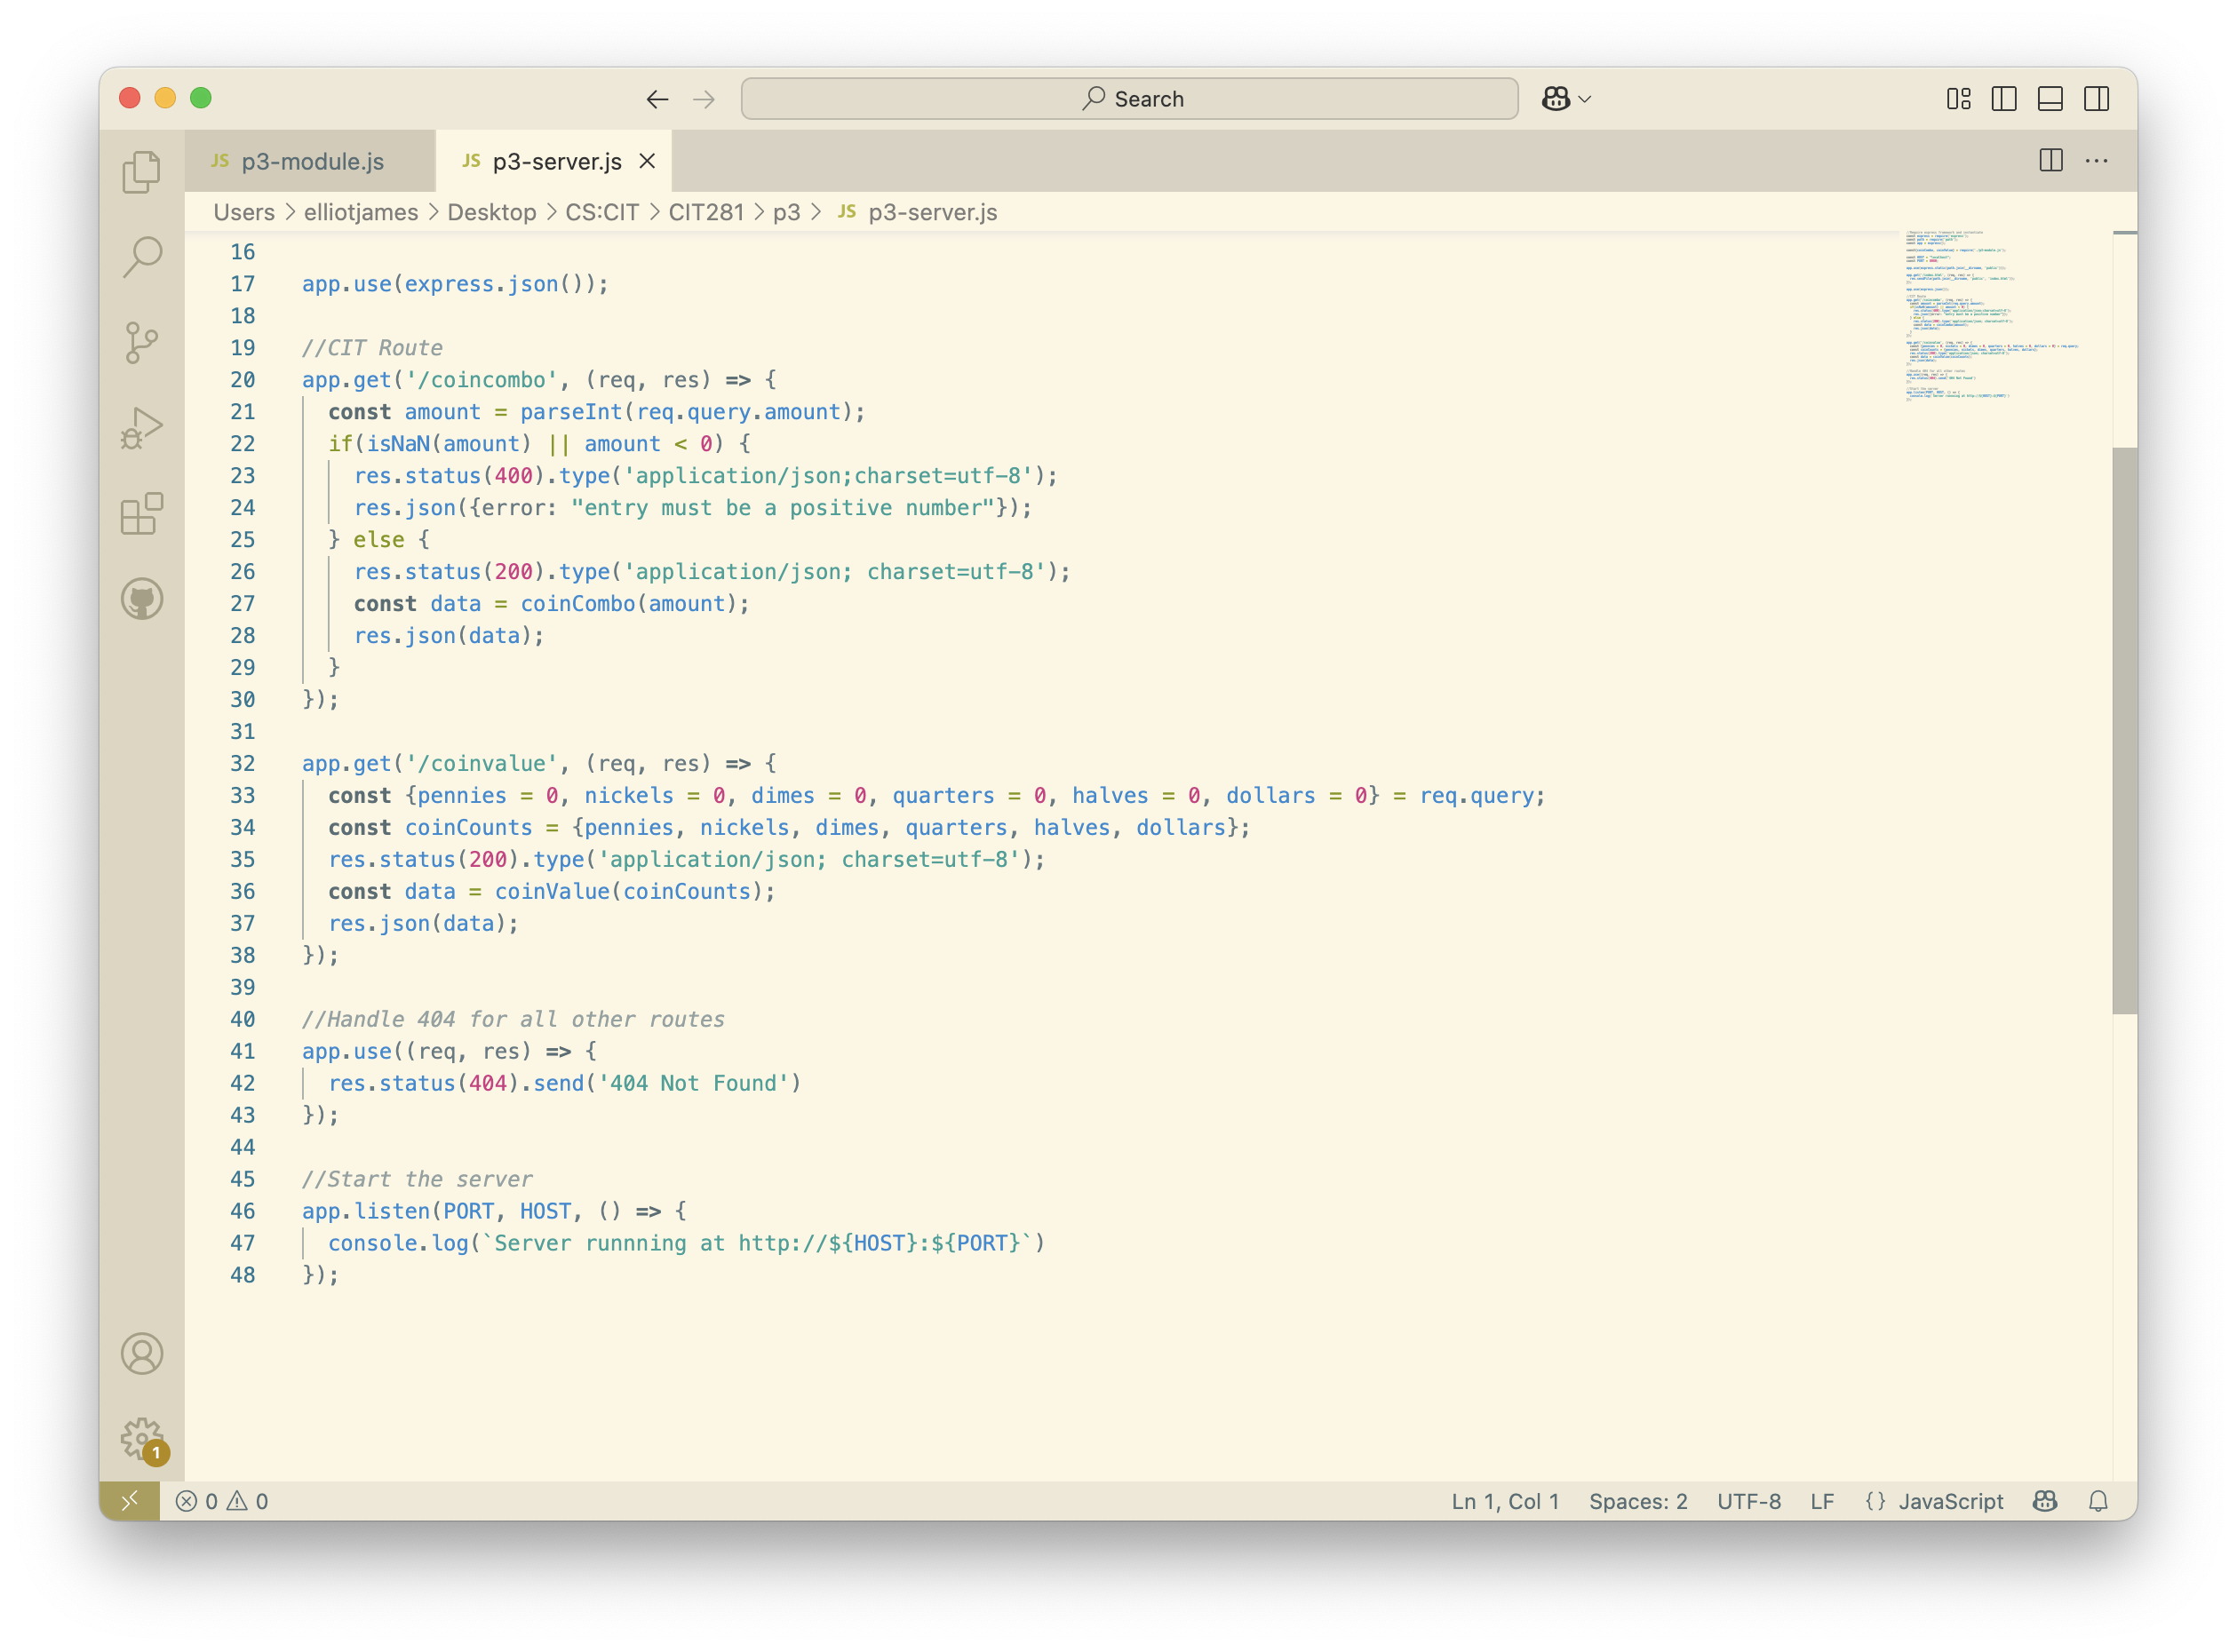 Search
JS p3-module.js
JS p3-server.js
Users > elliotjames > Desktop > CS:CIT > CIT281 > p3 > JS p3-server.js
16
17 app.use(express.json());
18
19 //CIT Route
20 app.get('/coincombo', (req, res) => {
21   const amount = parseInt(req.query.amount);
22   if(isNaN(amount) || amount < 0) {
23     res.status(400).type('application/json;charset=utf-8');
24     res.json({error: "entry must be a positive number"});
25   } else {
26     res.status(200).type('application/json; charset=utf-8');
27     const data = coinCombo(amount);
28     res.json(data);
29   }
30 });
31
32 app.get('/coinvalue', (req, res) => {
33   const {pennies = 0, nickels = 0, dimes = 0, quarters = 0, halves = 0, dollars = 0} = req.query;
34   const coinCounts = {pennies, nickels, dimes, quarters, halves, dollars};
35   res.status(200).type('application/json; charset=utf-8');
36   const data = coinValue(coinCounts);
37   res.json(data);
38 });
39
40 //Handle 404 for all other routes
41 app.use((req, res) => {
42   res.status(404).send('404 Not Found')
43 });
44
45 //Start the server
46 app.listen(PORT, HOST, () => {
47   console.log(`Server runnning at http://${HOST}:${PORT}`)
48 });
1
0 0 Ln 1, Col 1 Spaces: 2 UTF-8 LF {} JavaScript